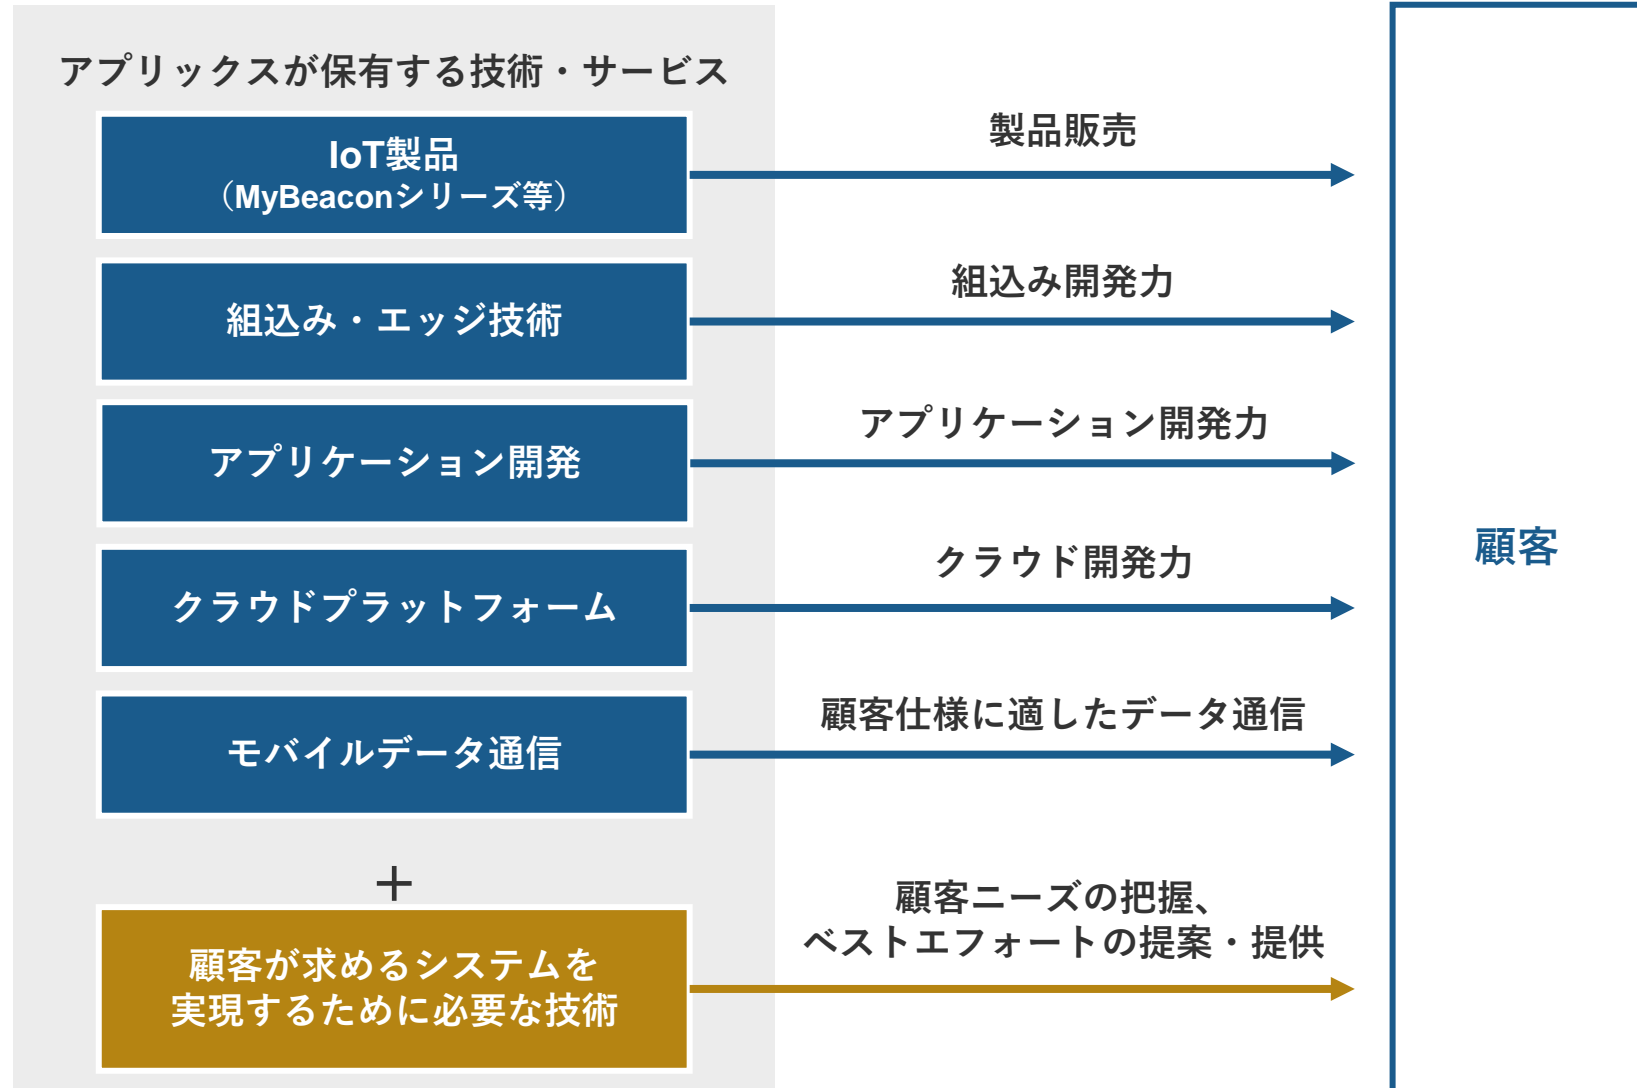 アプリックスが保有する技術・サービス
IoT製品
（MyBeaconシリーズ等）
製品販売
組込み・エッジ技術
組込み開発力
アプリケーション開発
アプリケーション開発力
クラウドプラットフォーム
クラウド開発力
モバイルデータ通信
顧客仕様に適したデータ通信
＋
顧客が求めるシステムを
実現するために必要な技術
顧客ニーズの把握、
ベストエフォートの提案・提供
顧客